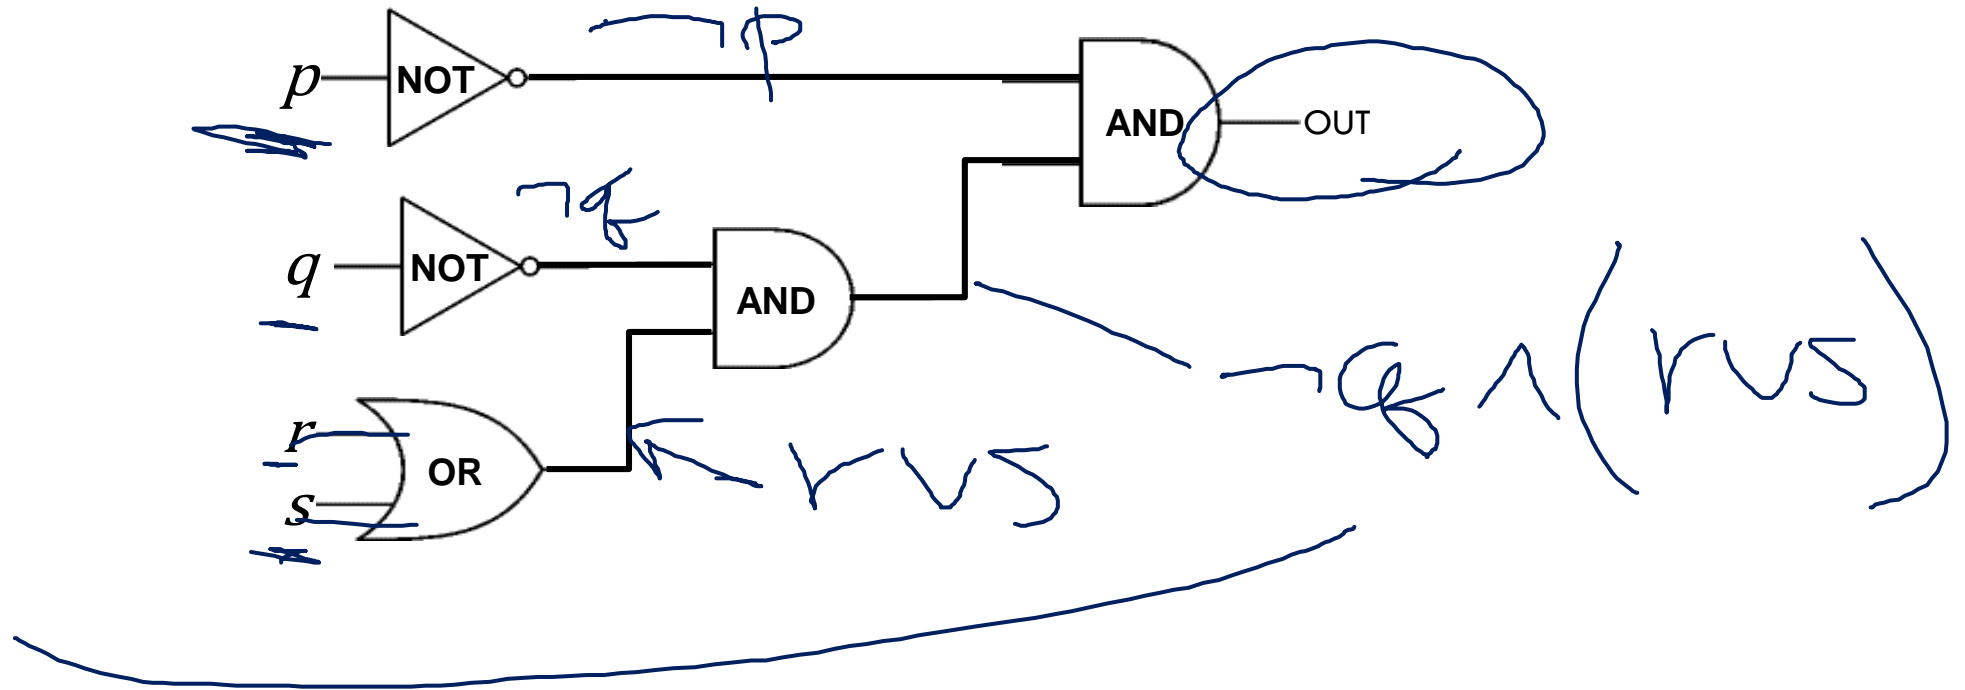 ¬p
p NOT
AND OUT
¬q
q NOT
AND
¬q ∧ (r ∨ s)
r
OR
s
r ∨ s